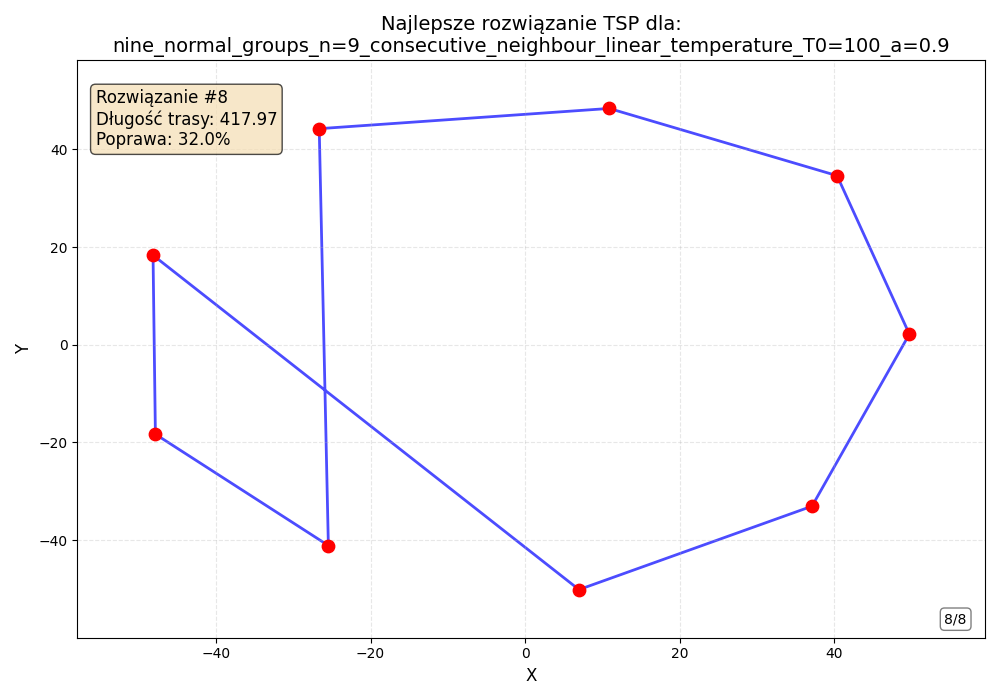 Najlepsze rozwiązanie TSP dla:
nine_normal_groups_n=9_consecutive_neighbour_linear_temperature_T0=100_a=0.9
Rozwiązanie #8
Długość trasy: 417.97
Poprawa: 32.0%
40
20
0
−20
−40
Y
8/8
−40
−20
0
20
40
X